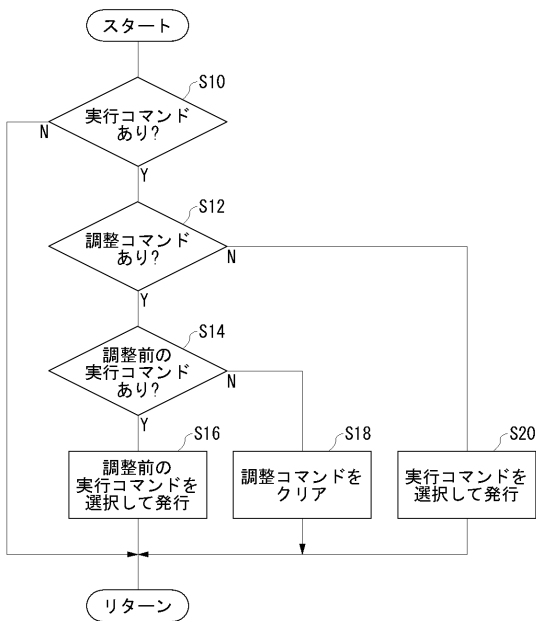 スタート
S10
実行コマンド
あり?
N
Y
S12
調整コマンド
あり?
N
Y
S14
調整前の
実行コマンド
あり?
N
Y
S16
調整前の
実行コマンドを
選択して発行
S18
調整コマンドを
クリア
S20
実行コマンドを
選択して発行
リターン